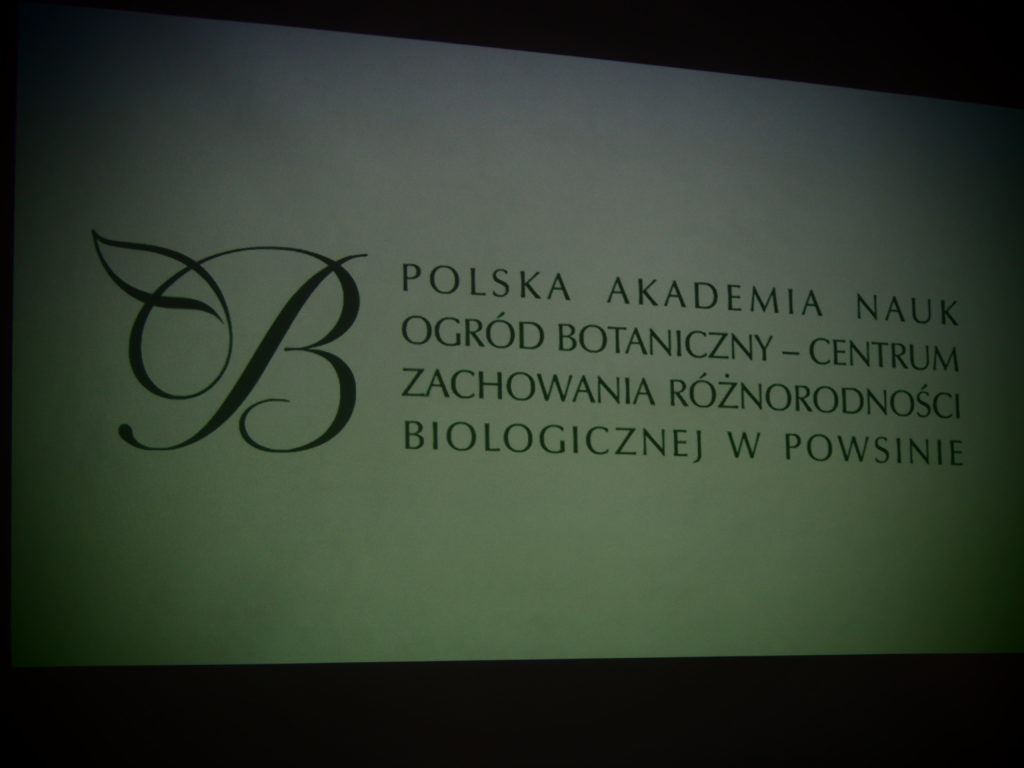 POLSKA AKADEMIA NAUK
OGRÓD BOTANICZNY – CENTRUM
ZACHOWANIA RÓŻNORODNOŚCI
BIOLOGICZNEJ W POWSINIE